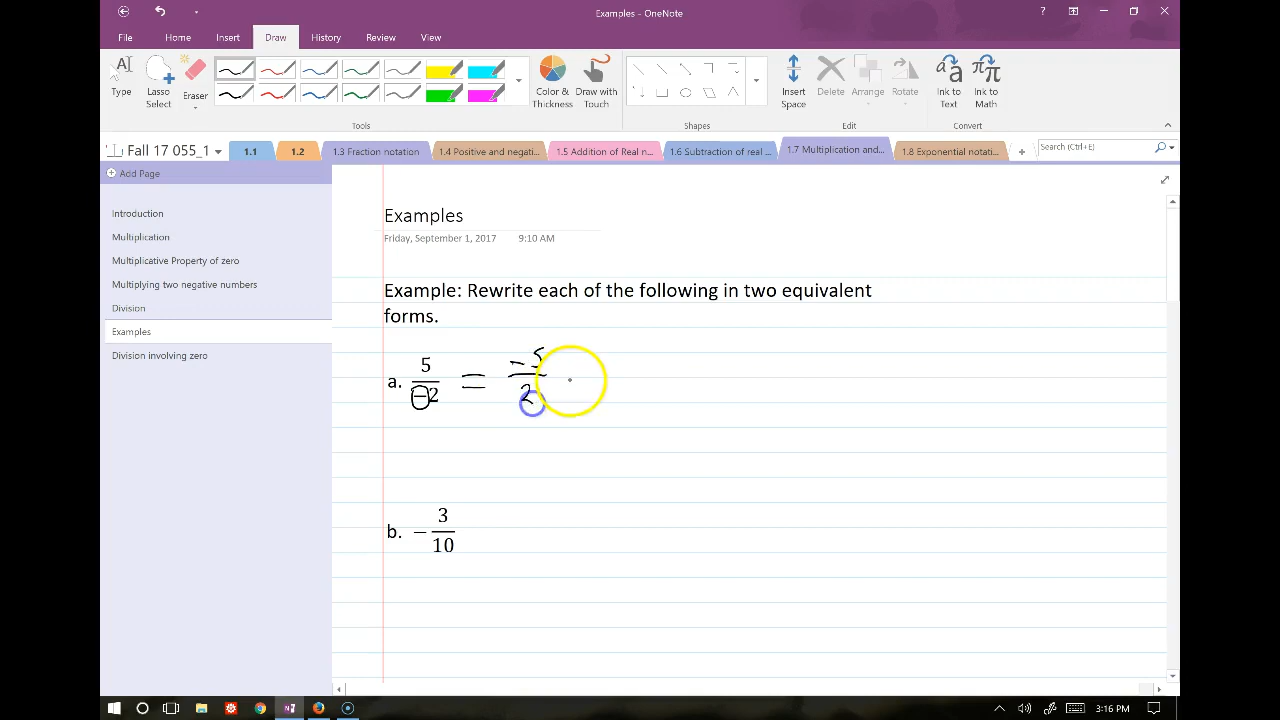 Examples - OneNote
?
File Home Insert Draw History Review View
Type
Lasso Select
Eraser
Color & Thickness
Draw with Touch
Insert Space
Delete
Arrange
Rotate
Ink to Text
Ink to Math
Tools Shapes Edit Convert
Fall 17 055_1 1.1 1.2 1.3 Fraction notation 1.4 Positive and negati... 1.5 Addition of Real n... 1.6 Subtraction of real ... 1.7 Multiplication and... 1.8 Exponential notati... + Search (Ctrl+E)
Add Page
Introduction
Multiplication
Multiplicative Property of zero
Multiplying two negative numbers
Division
Examples
Division involving zero
Examples
Friday, September 1, 2017 9:10 AM
Example: Rewrite each of the following in two equivalent
forms.
a. 5/−2 = −5/2
b. − 3/10
3:16 PM